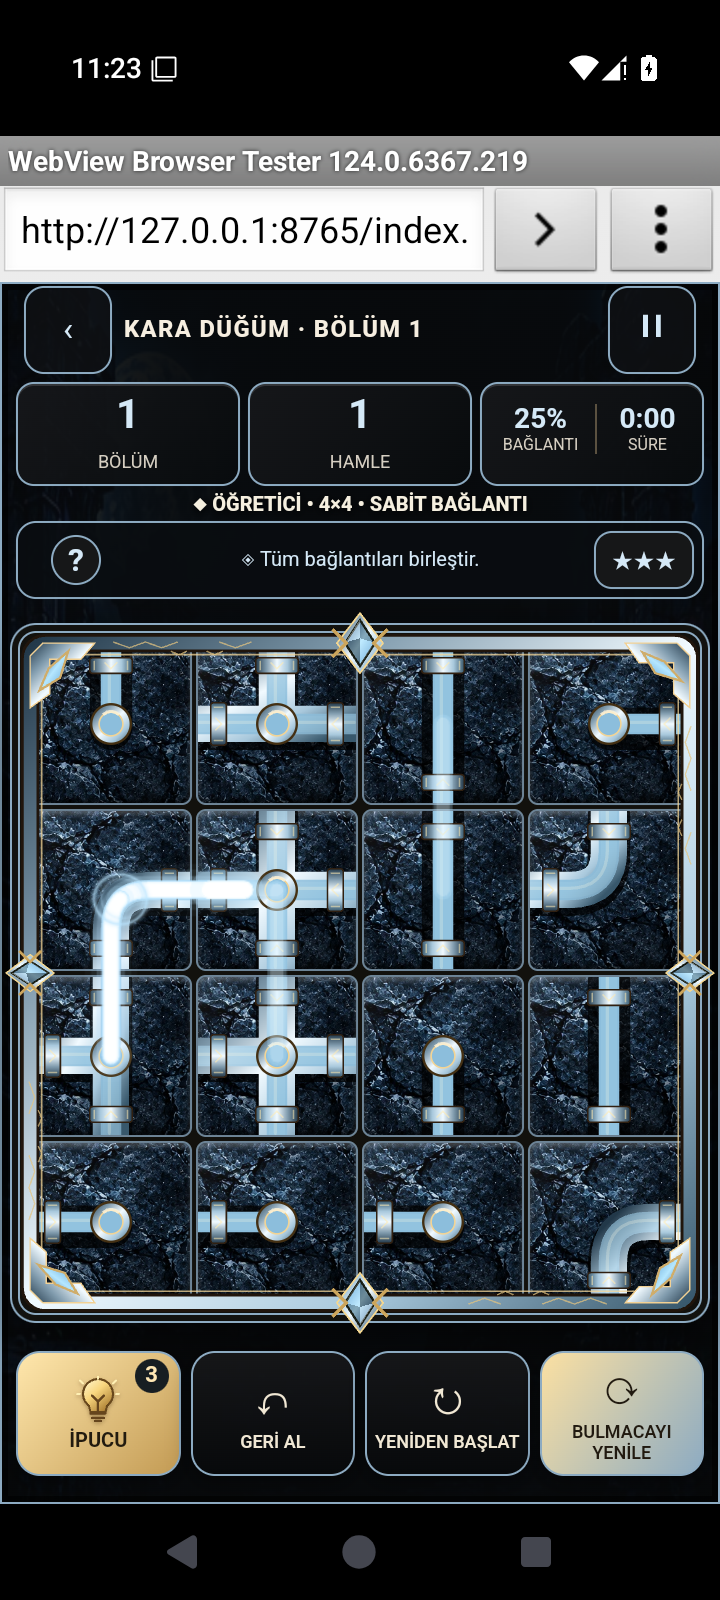 11:23
WebView Browser Tester 124.0.6367.219
http://127.0.0.1:8765/index.
‹ KARA DÜĞÜM · BÖLÜM 1
1
BÖLÜM
1
HAMLE
25%
BAĞLANTI
0:00
SÜRE
◆ ÖĞRETİCİ • 4×4 • SABİT BAĞLANTI
? ◈ Tüm bağlantıları birleştir. ★★★
3
İPUCU
GERİ AL
YENİDEN BAŞLAT
BULMACAYI
YENİLE